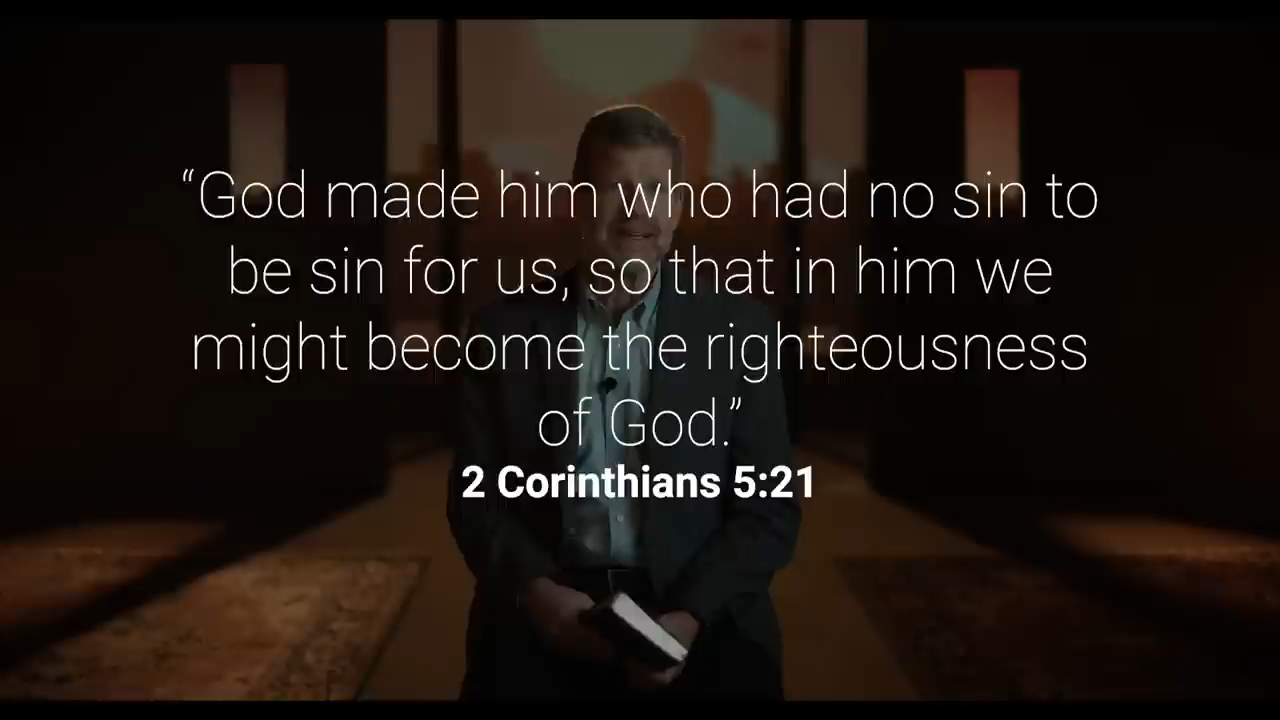 “God made him who had no sin to
be sin for us, so that in him we
might become the righteousness
of God.”
2 Corinthians 5:21